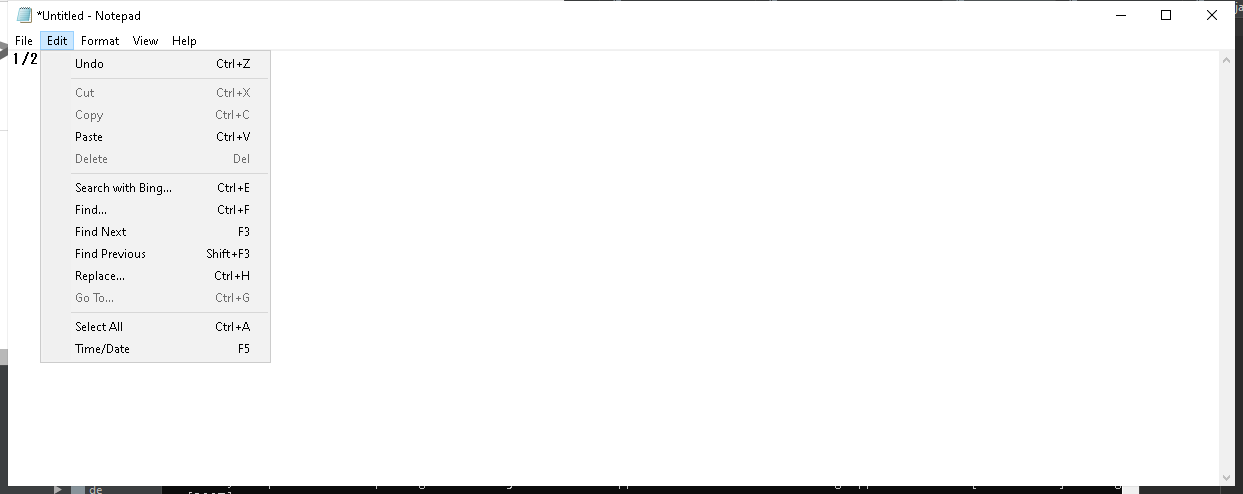 *Untitled - Notepad
File Edit Format View Help
1/2
Undo Ctrl+Z
Cut Ctrl+X
Copy Ctrl+C
Paste Ctrl+V
Delete Del
Search with Bing... Ctrl+E
Find... Ctrl+F
Find Next F3
Find Previous Shift+F3
Replace... Ctrl+H
Go To... Ctrl+G
Select All Ctrl+A
Time/Date F5
de